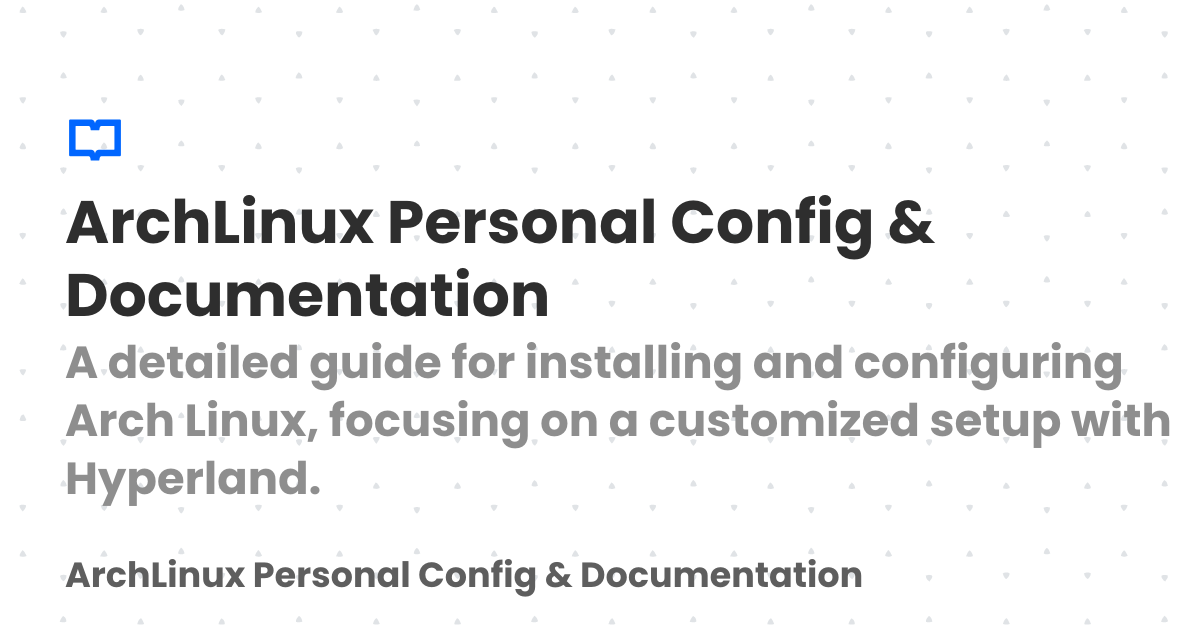 ArchLinux Personal Config &
Documentation
A detailed guide for installing and configuring
Arch Linux, focusing on a customized setup with
Hyperland.
ArchLinux Personal Config & Documentation